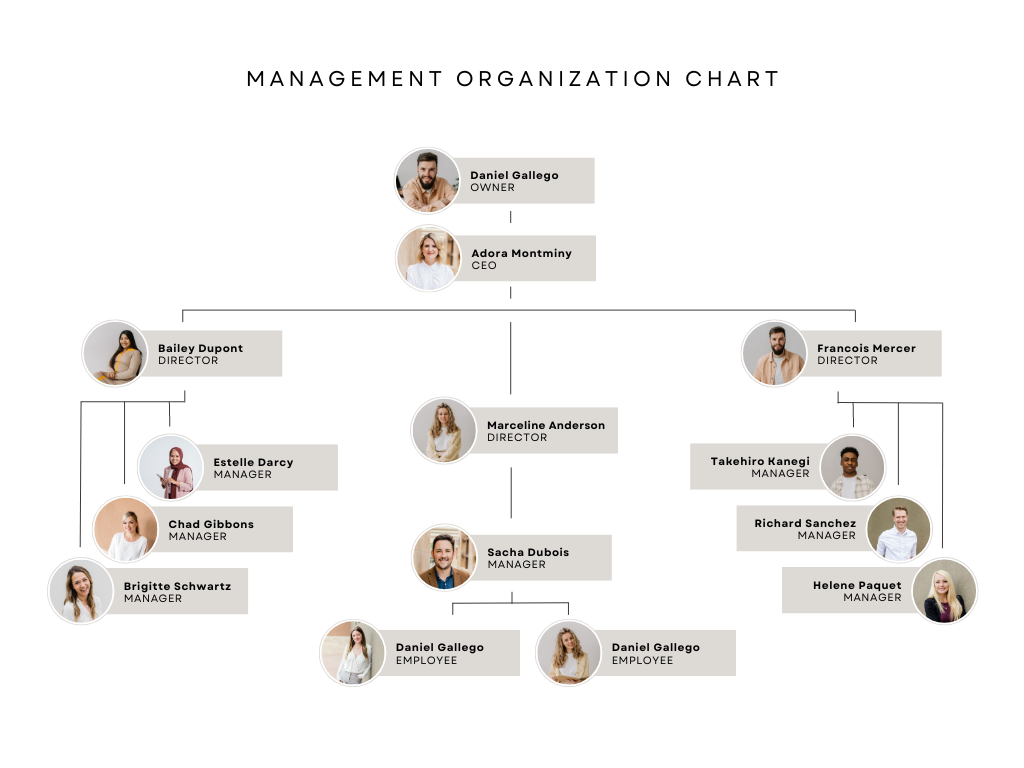 MANAGEMENT ORGANIZATION CHART
Daniel Gallego
OWNER
Adora Montminy
CEO
Bailey Dupont
DIRECTOR
Francois Mercer
DIRECTOR
Marceline Anderson
DIRECTOR
Estelle Darcy
MANAGER
Chad Gibbons
MANAGER
Brigitte Schwartz
MANAGER
Takehiro Kanegi
MANAGER
Richard Sanchez
MANAGER
Helene Paquet
MANAGER
Sacha Dubois
MANAGER
Daniel Gallego
EMPLOYEE
Daniel Gallego
EMPLOYEE